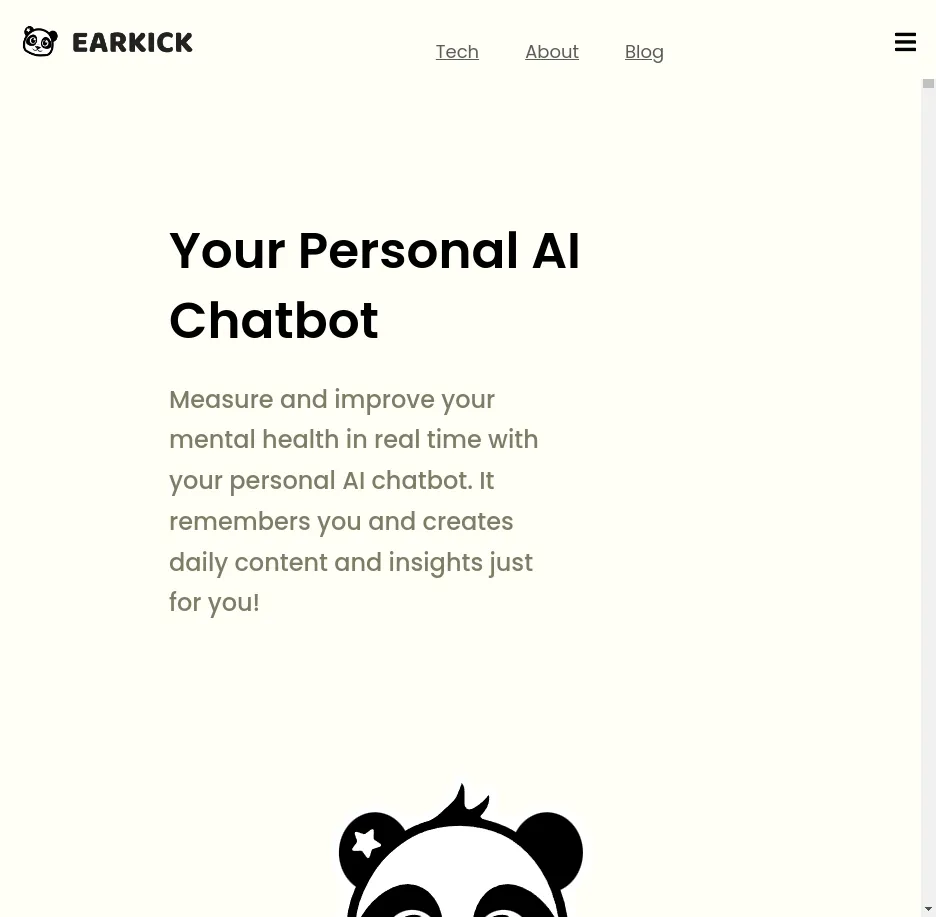 EARKICK
Tech
About
Blog
Your Personal AI
Chatbot
Measure and improve your
mental health in real time with
your personal AI chatbot. It
remembers you and creates
daily content and insights just
for you!